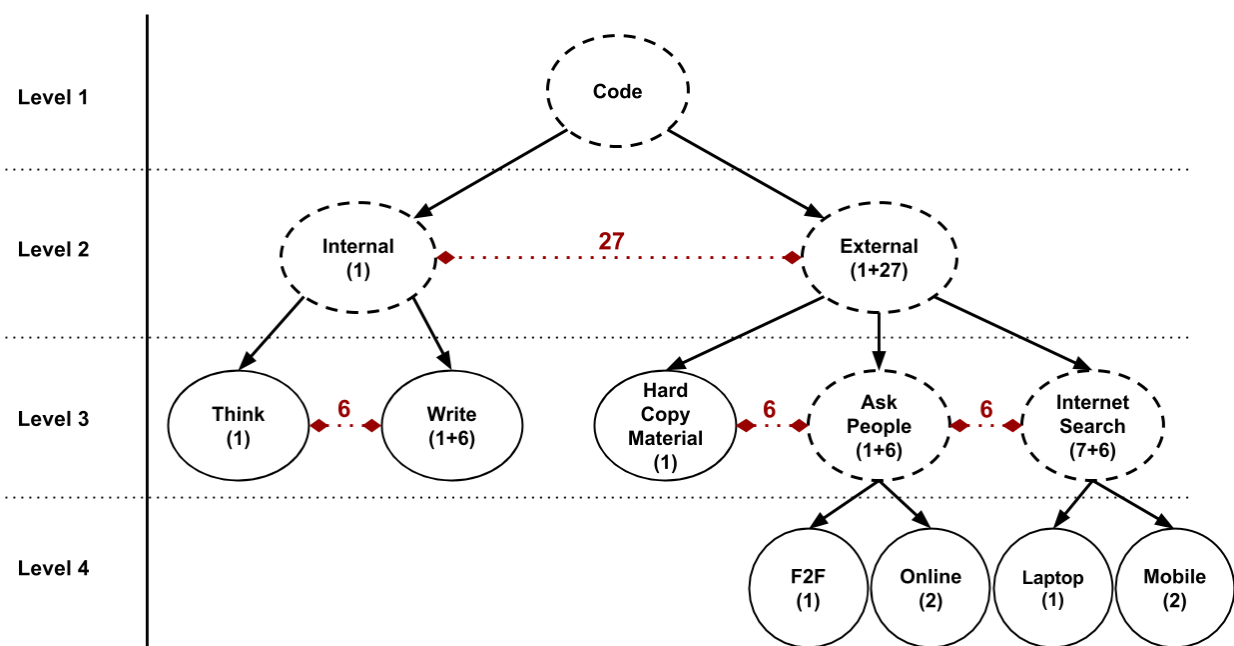 Level 1
Code
Level 2
Internal
(1)
27
External
(1+27)
Level 3
Think
(1)
6
Write
(1+6)
Hard
Copy
Material
(1)
6
Ask
People
(1+6)
6
Internet
Search
(7+6)
Level 4
F2F
(1)
Online
(2)
Laptop
(1)
Mobile
(2)